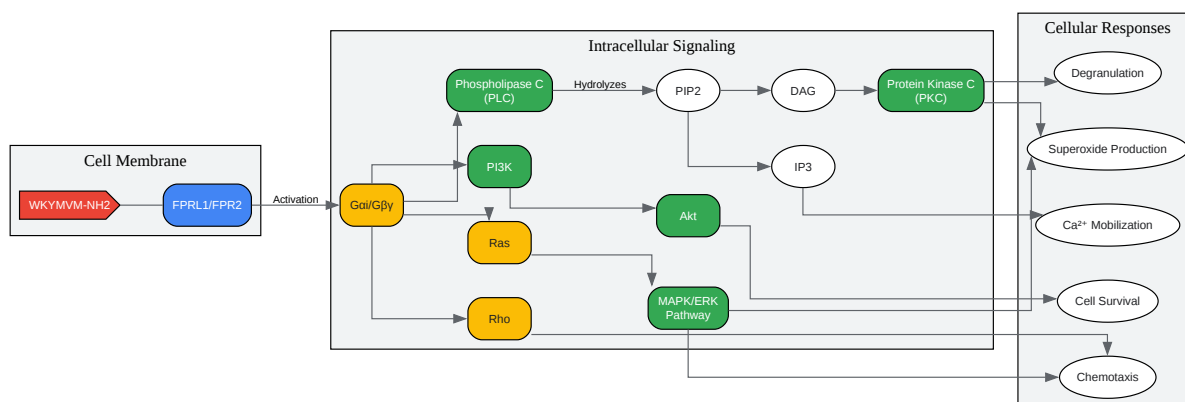 Cellular Responses
Intracellular Signaling
Degranulation
Phospholipase C
(PLC)
Hydrolyzes
PIP2
DAG
Protein Kinase C
(PKC)
Superoxide Production
Cell Membrane
PI3K
IP3
WKYMVM-NH2
FPRL1/FPR2
Activation
Gαi/Gβγ
Akt
Ca²⁺ Mobilization
Ras
MAPK/ERK
Pathway
Cell Survival
Rho
Chemotaxis